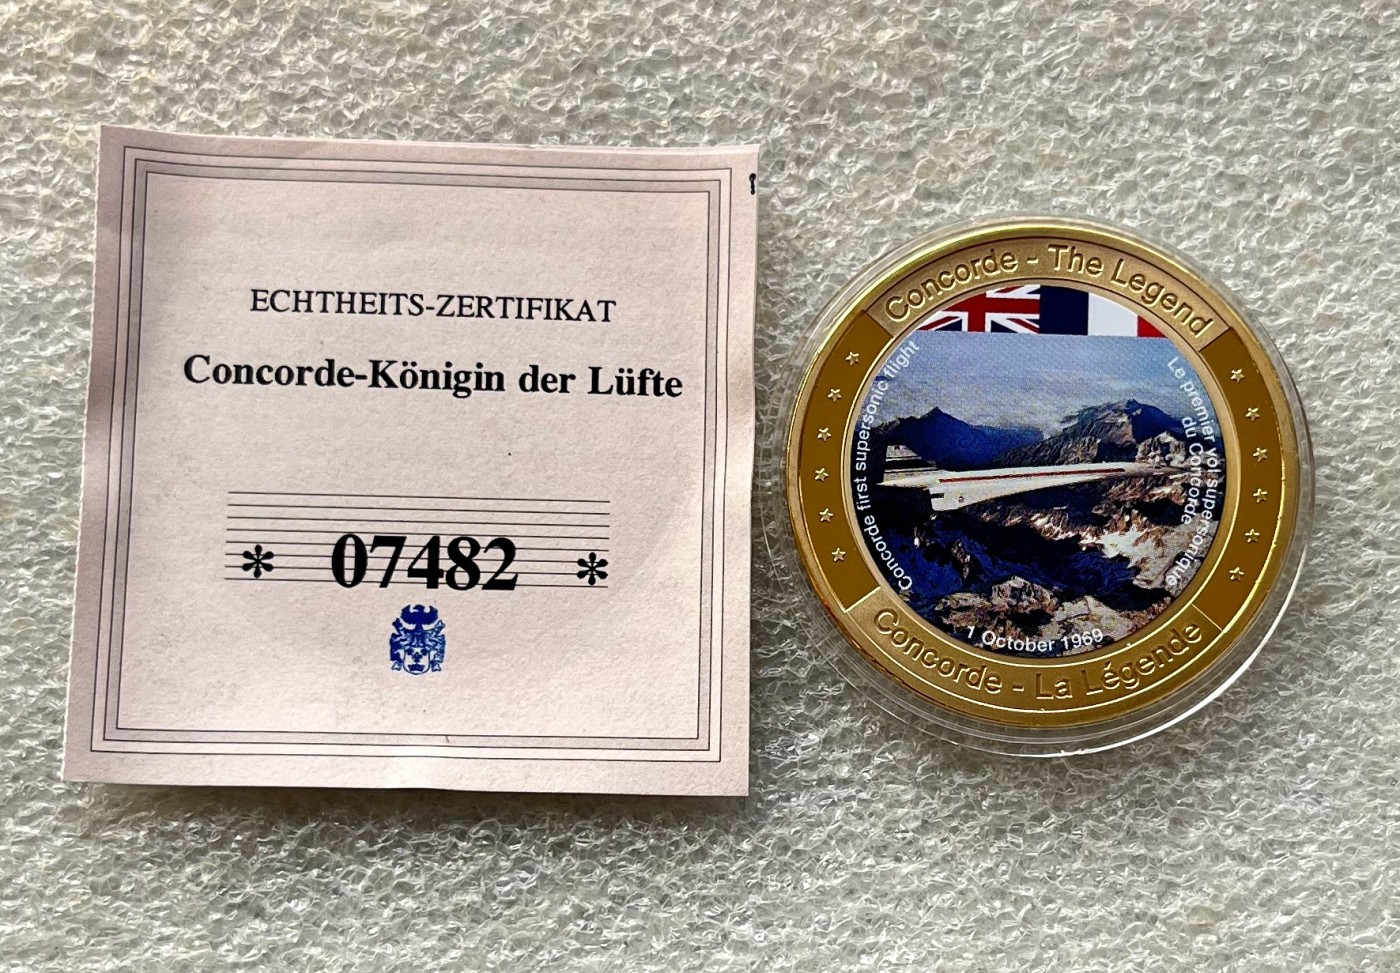 ECHTHEITS-ZERTIFIKAT
Concorde-Königin der Lüfte
* 07482 *
Concorde - The Legend
Concorde first supersonic flight
Le premier vol supersonique
du Concorde
1 October 1969
Concorde - La Légende